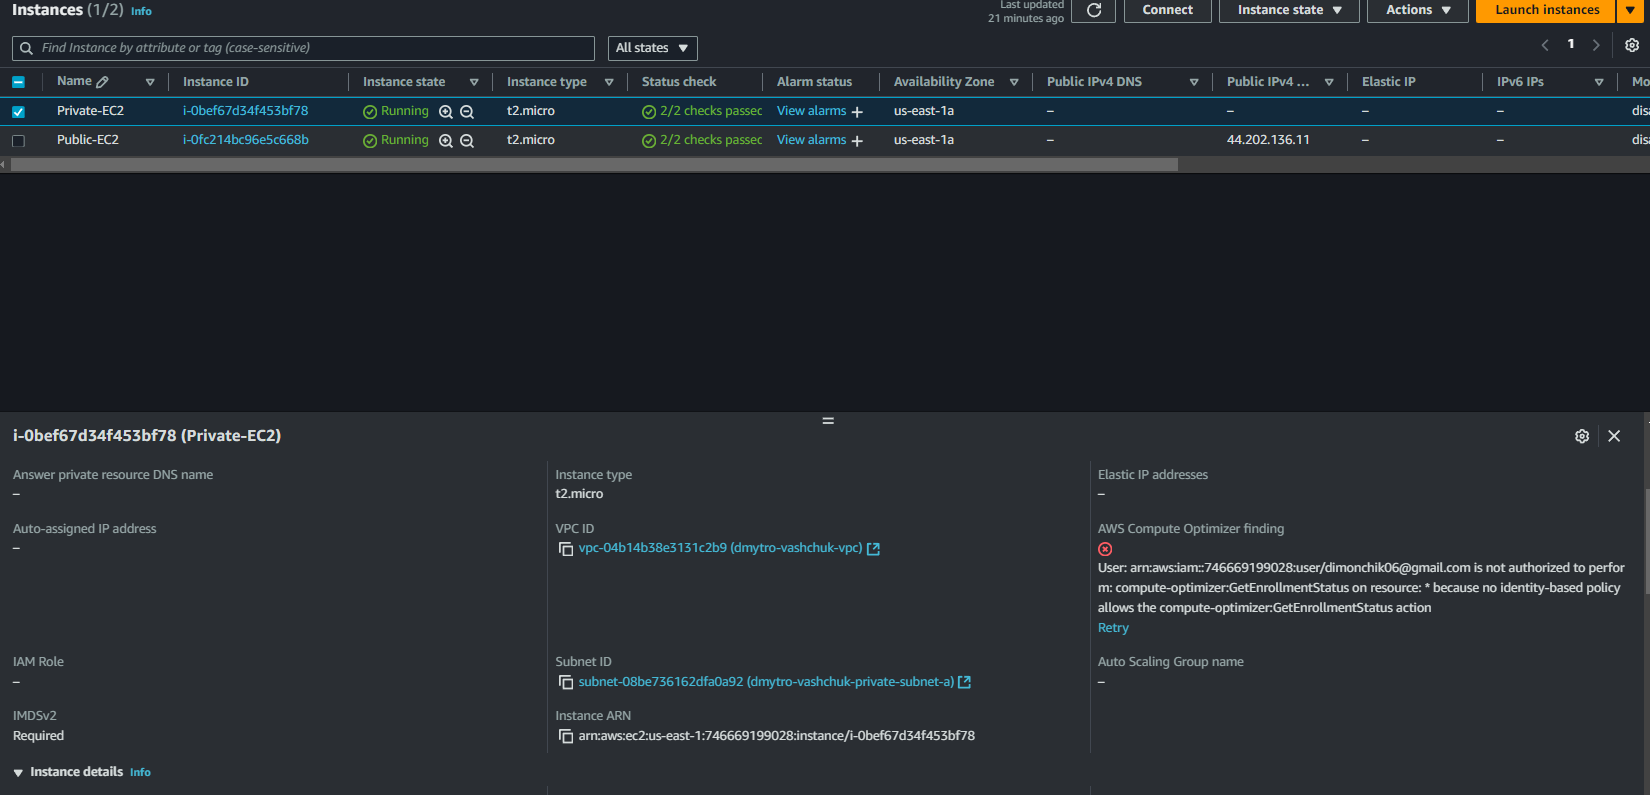 Instances (1/2) Info
Last updated
21 minutes ago
Connect
Instance state
Actions
Launch instances
Find Instance by attribute or tag (case-sensitive)
All states
1
Name Instance ID Instance state Instance type Status check Alarm status Availability Zone Public IPv4 DNS Public IPv4 ... Elastic IP IPv6 IPs Mo
Private-EC2 i-0bef67d34f453bf78 Running t2.micro 2/2 checks passec View alarms + us-east-1a – – – – disa
Public-EC2 i-0fc214bc96e5c668b Running t2.micro 2/2 checks passec View alarms + us-east-1a – 44.202.136.11 – – disa
i-0bef67d34f453bf78 (Private-EC2)
Answer private resource DNS name
–
Instance type
t2.micro
Elastic IP addresses
–
Auto-assigned IP address
–
VPC ID
vpc-04b14b38e3131c2b9 (dmytro-vashchuk-vpc)
AWS Compute Optimizer finding
User: arn:aws:iam::746669199028:user/dimonchik06@gmail.com is not authorized to perfor
m: compute-optimizer:GetEnrollmentStatus on resource: * because no identity-based policy
allows the compute-optimizer:GetEnrollmentStatus action
Retry
IAM Role
–
Subnet ID
subnet-08be736162dfa0a92 (dmytro-vashchuk-private-subnet-a)
Auto Scaling Group name
–
IMDSv2
Required
Instance ARN
arn:aws:ec2:us-east-1:746669199028:instance/i-0bef67d34f453bf78
Instance details Info